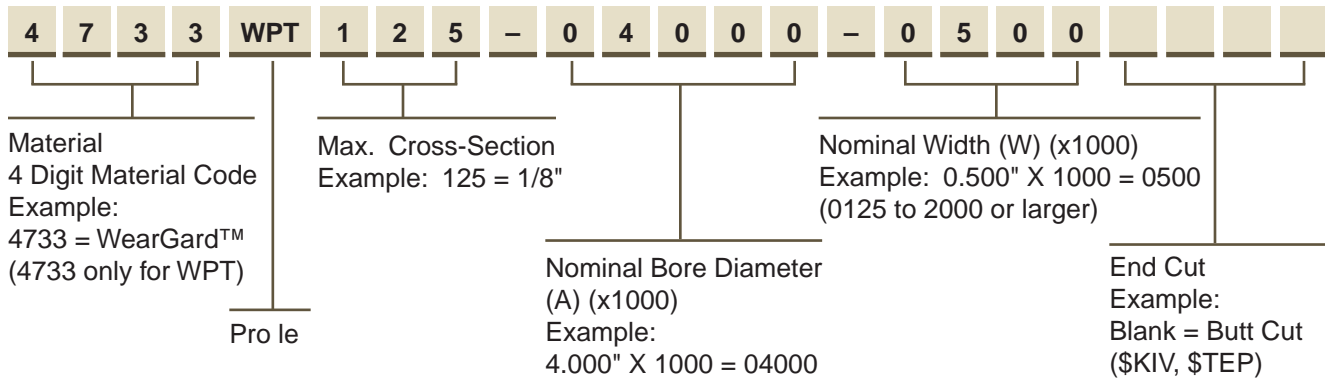 4 7 3 3 WPT 1 2 5 – 0 4 0 0 0 – 0 5 0 0
Material
4 Digit Material Code
Example:
4733 = WearGard™
(4733 only for WPT)
Pro le
Max. Cross-Section
Example: 125 = 1/8"
Nominal Bore Diameter
(A) (x1000)
Example:
4.000" X 1000 = 04000
Nominal Width (W) (x1000)
Example: 0.500" X 1000 = 0500
(0125 to 2000 or larger)
End Cut
Example:
Blank = Butt Cut
($KIV, $TEP)